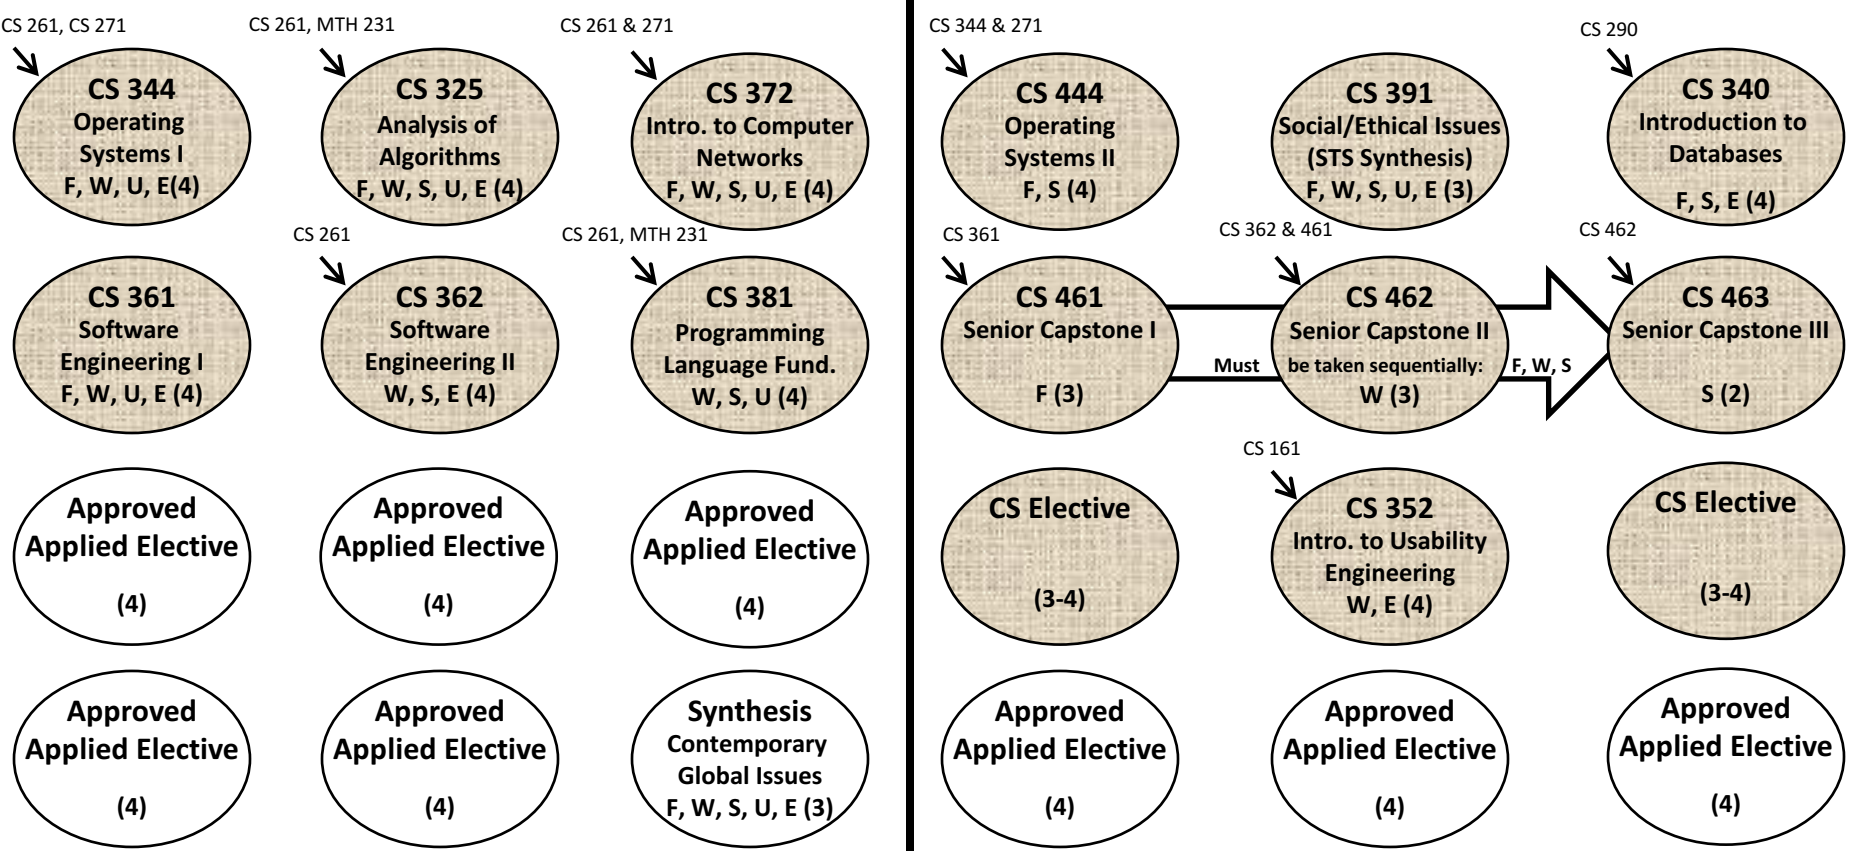 CS 261, CS 271
CS 344
Operating
Systems I
F, W, U, E(4)
CS 261, MTH 231
CS 325
Analysis of
Algorithms
F, W, S, U, E (4)
CS 261 & 271
CS 372
Intro. to Computer
Networks
F, W, S, U, E (4)
CS 361
Software
Engineering I
F, W, U, E (4)
CS 261
CS 362
Software
Engineering II
W, S, E (4)
CS 261, MTH 231
CS 381
Programming
Language Fund.
W, S, U (4)
Approved
Applied Elective
(4)
Approved
Applied Elective
(4)
Approved
Applied Elective
(4)
Approved
Applied Elective
(4)
Approved
Applied Elective
(4)
Synthesis
Contemporary
Global Issues
F, W, S, U, E (3)
CS 344 & 271
CS 444
Operating
Systems II
F, S (4)
CS 391
Social/Ethical Issues
(STS Synthesis)
F, W, S, U, E (3)
CS 290
CS 340
Introduction to
Databases
F, S, E (4)
CS 361
CS 461
Senior Capstone I
F (3)
CS 362 & 461
CS 462
Senior Capstone II
Must be taken sequentially: F, W, S
W (3)
CS 462
CS 463
Senior Capstone III
S (2)
CS Elective
(3-4)
CS 161
CS 352
Intro. to Usability
Engineering
W, E (4)
CS Elective
(3-4)
Approved
Applied Elective
(4)
Approved
Applied Elective
(4)
Approved
Applied Elective
(4)